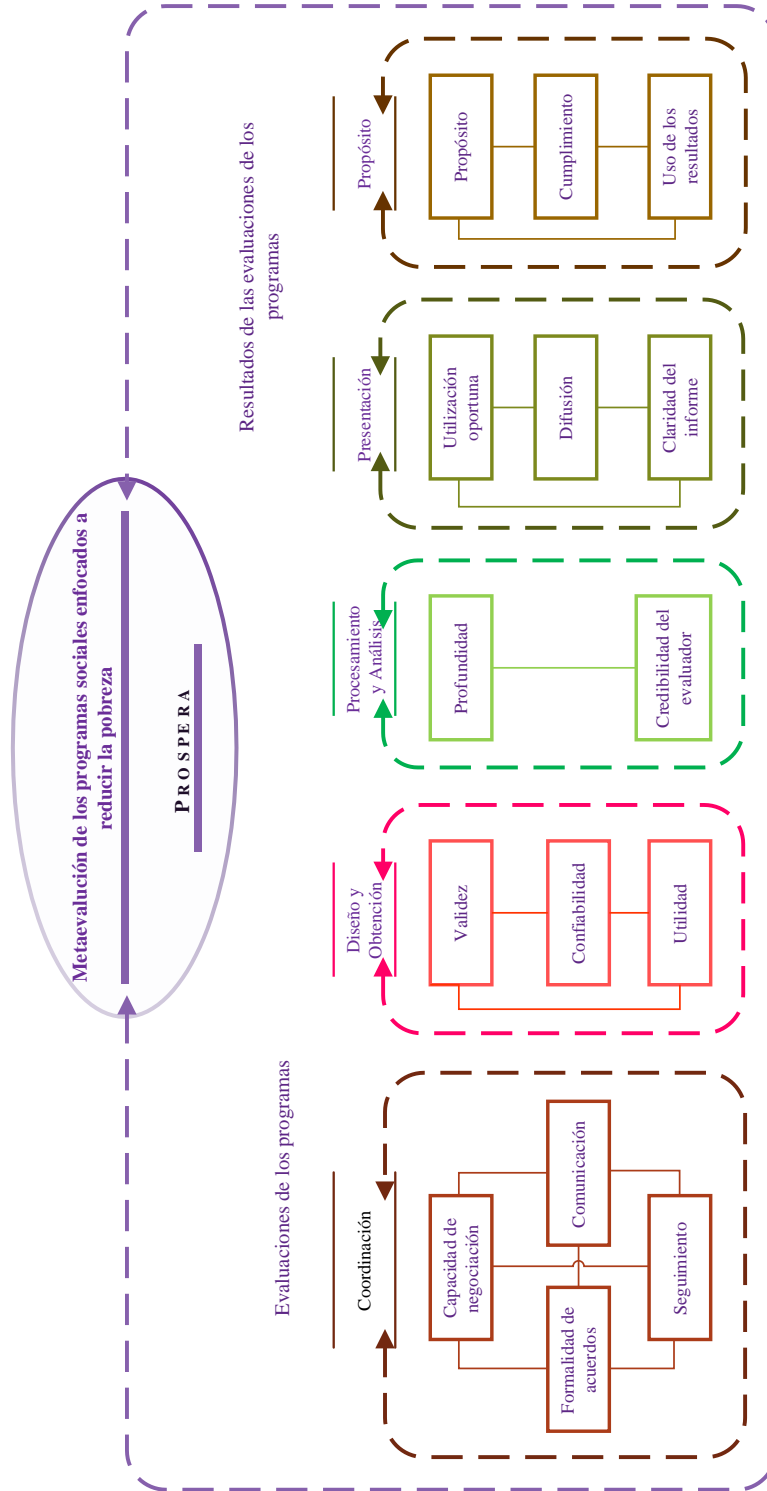 Metaevalución de los programas sociales enfocados a
reducir la pobreza
PROSPERA
Evaluaciones de los programas
Resultados de las evaluaciones de los
programas
Coordinación
Capacidad de
negociación
Formalidad de
acuerdos
Comunicación
Seguimiento
Diseño y
Obtención
Validez
Confiabilidad
Utilidad
Procesamiento
y Análisis
Profundidad
Credibilidad del
evaluador
Presentación
Utilización
oportuna
Difusión
Claridad del
informe
Propósito
Propósito
Cumplimiento
Uso de los
resultados